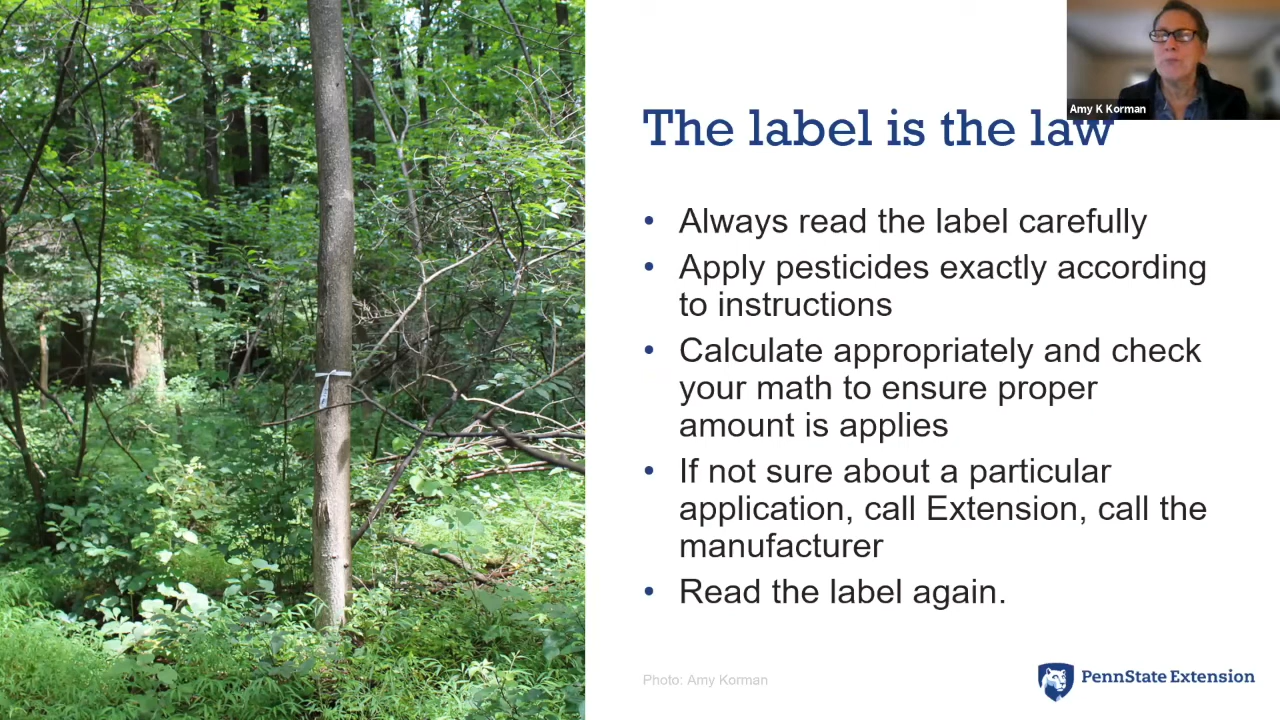 Amy K Korman
The label is the law
• Always read the label carefully
• Apply pesticides exactly according
to instructions
• Calculate appropriately and check
your math to ensure proper
amount is applies
• If not sure about a particular
application, call Extension, call the
manufacturer
• Read the label again.
Photo: Amy Korman
PennState Extension